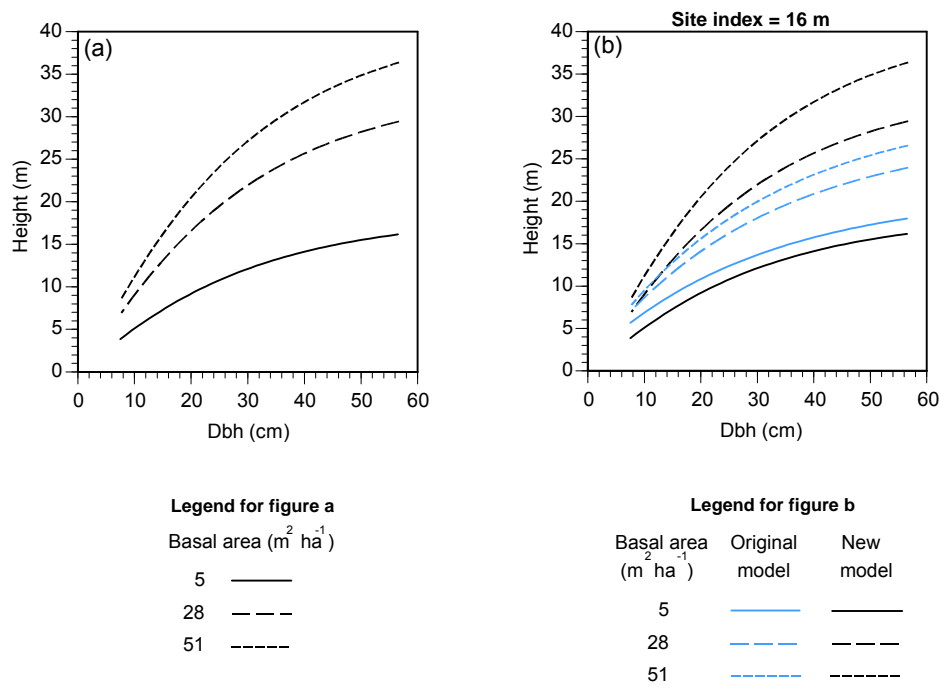 (a)
40
35
30
25
20
15
10
5
0
Height (m)
0 10 20 30 40 50 60
Dbh (cm)
Site index = 16 m
(b)
40
35
30
25
20
15
10
5
0
Height (m)
0 10 20 30 40 50 60
Dbh (cm)
Legend for figure a
Basal area (m² ha⁻¹)
5
28
51
Legend for figure b
Basal area Original New
(m² ha⁻¹) model model
5
28
51